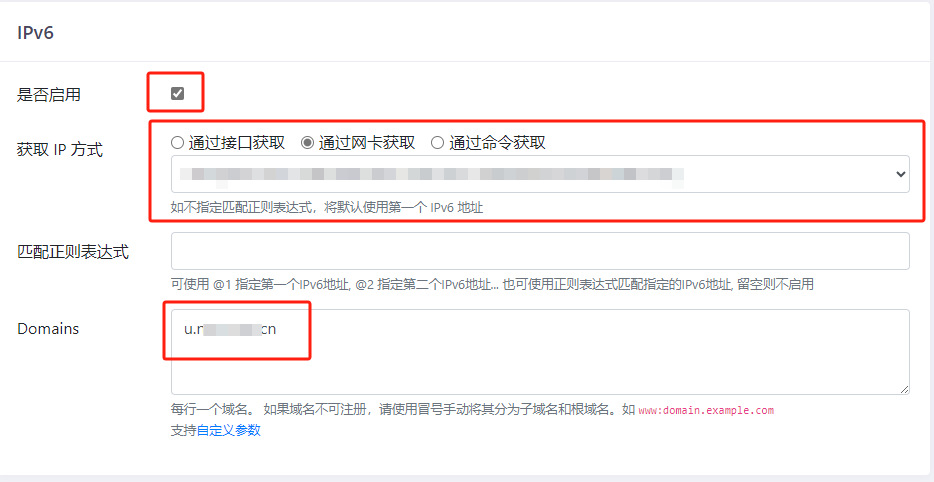 IPv6
是否启用
获取 IP 方式
通过接口获取 通过网卡获取 通过命令获取
如不指定匹配正则表达式，将默认使用第一个 IPv6 地址
匹配正则表达式
可使用 @1 指定第一个IPv6地址, @2 指定第二个IPv6地址... 也可使用正则表达式匹配指定的IPv6地址, 留空则不启用
Domains
每行一个域名。 如果域名不可注册，请使用冒号手动将其分为子域名和根域名。如 www:domain.example.com
支持自定义参数